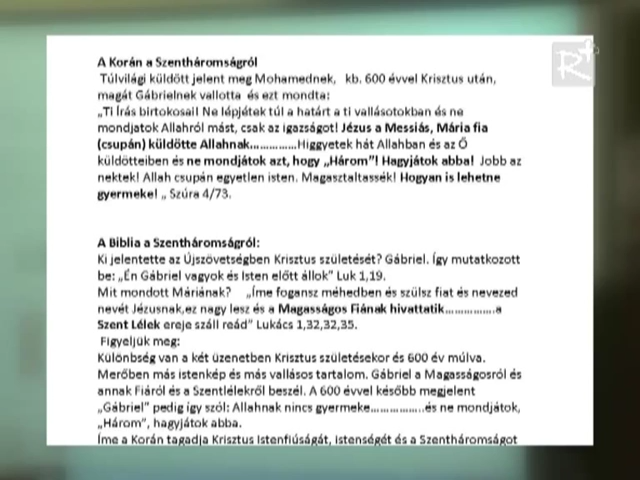 R+
A Korán a Szentháromságról
Túlvilági küldött jelent meg Mohamednek, kb. 600 évvel Krisztus után,
magát Gábrielnek vallotta és ezt mondta:
„Ti Írás birtokosai! Ne lépjétek túl a határt a ti vallásotokban és ne
mondjatok Allahról mást, csak az igazságot! Jézus a Messiás, Mária fia
(csupán) küldötte Allahnak..............Higgyetek hát Allahban és az Ő
küldötteiben és ne mondjátok azt, hogy „Három"! Hagyjátok abba! Jobb az
nektek! Allah csupán egyetlen isten. Magasztaltassék! Hogyan is lehetne
gyermeke! „ Szúra 4/73.
A Biblia a Szentháromságról:
Ki jelentette az Újszövetségben Krisztus születését? Gábriel. Így mutatkozott
be: „Én Gábriel vagyok és Isten előtt állok" Luk 1,19.
Mit mondott Máriának? „Íme fogansz méhedben és szülsz fiat és nevezed
nevét Jézusnak,ez nagy lesz és a Magasságos Fiának hivattatik...............a
Szent Lélek ereje száll reád" Lukács 1,32,32,35.
Figyeljük meg:
Különbség van a két üzenetben Krisztus születésekor és 600 év múlva.
Merőben más istenkép és más vallásos tartalom. Gábriel a Magasságosról és
annak Fiáról és a Szentlélekről beszél. A 600 évvel később megjelent
„Gábriel" pedig így szól: Allahnak nincs gyermeke................és ne mondjátok,
„Három", hagyjátok abba.
Íme a Korán tagadja Krisztus Istenfiúságát, istenségét és a Szentháromságot